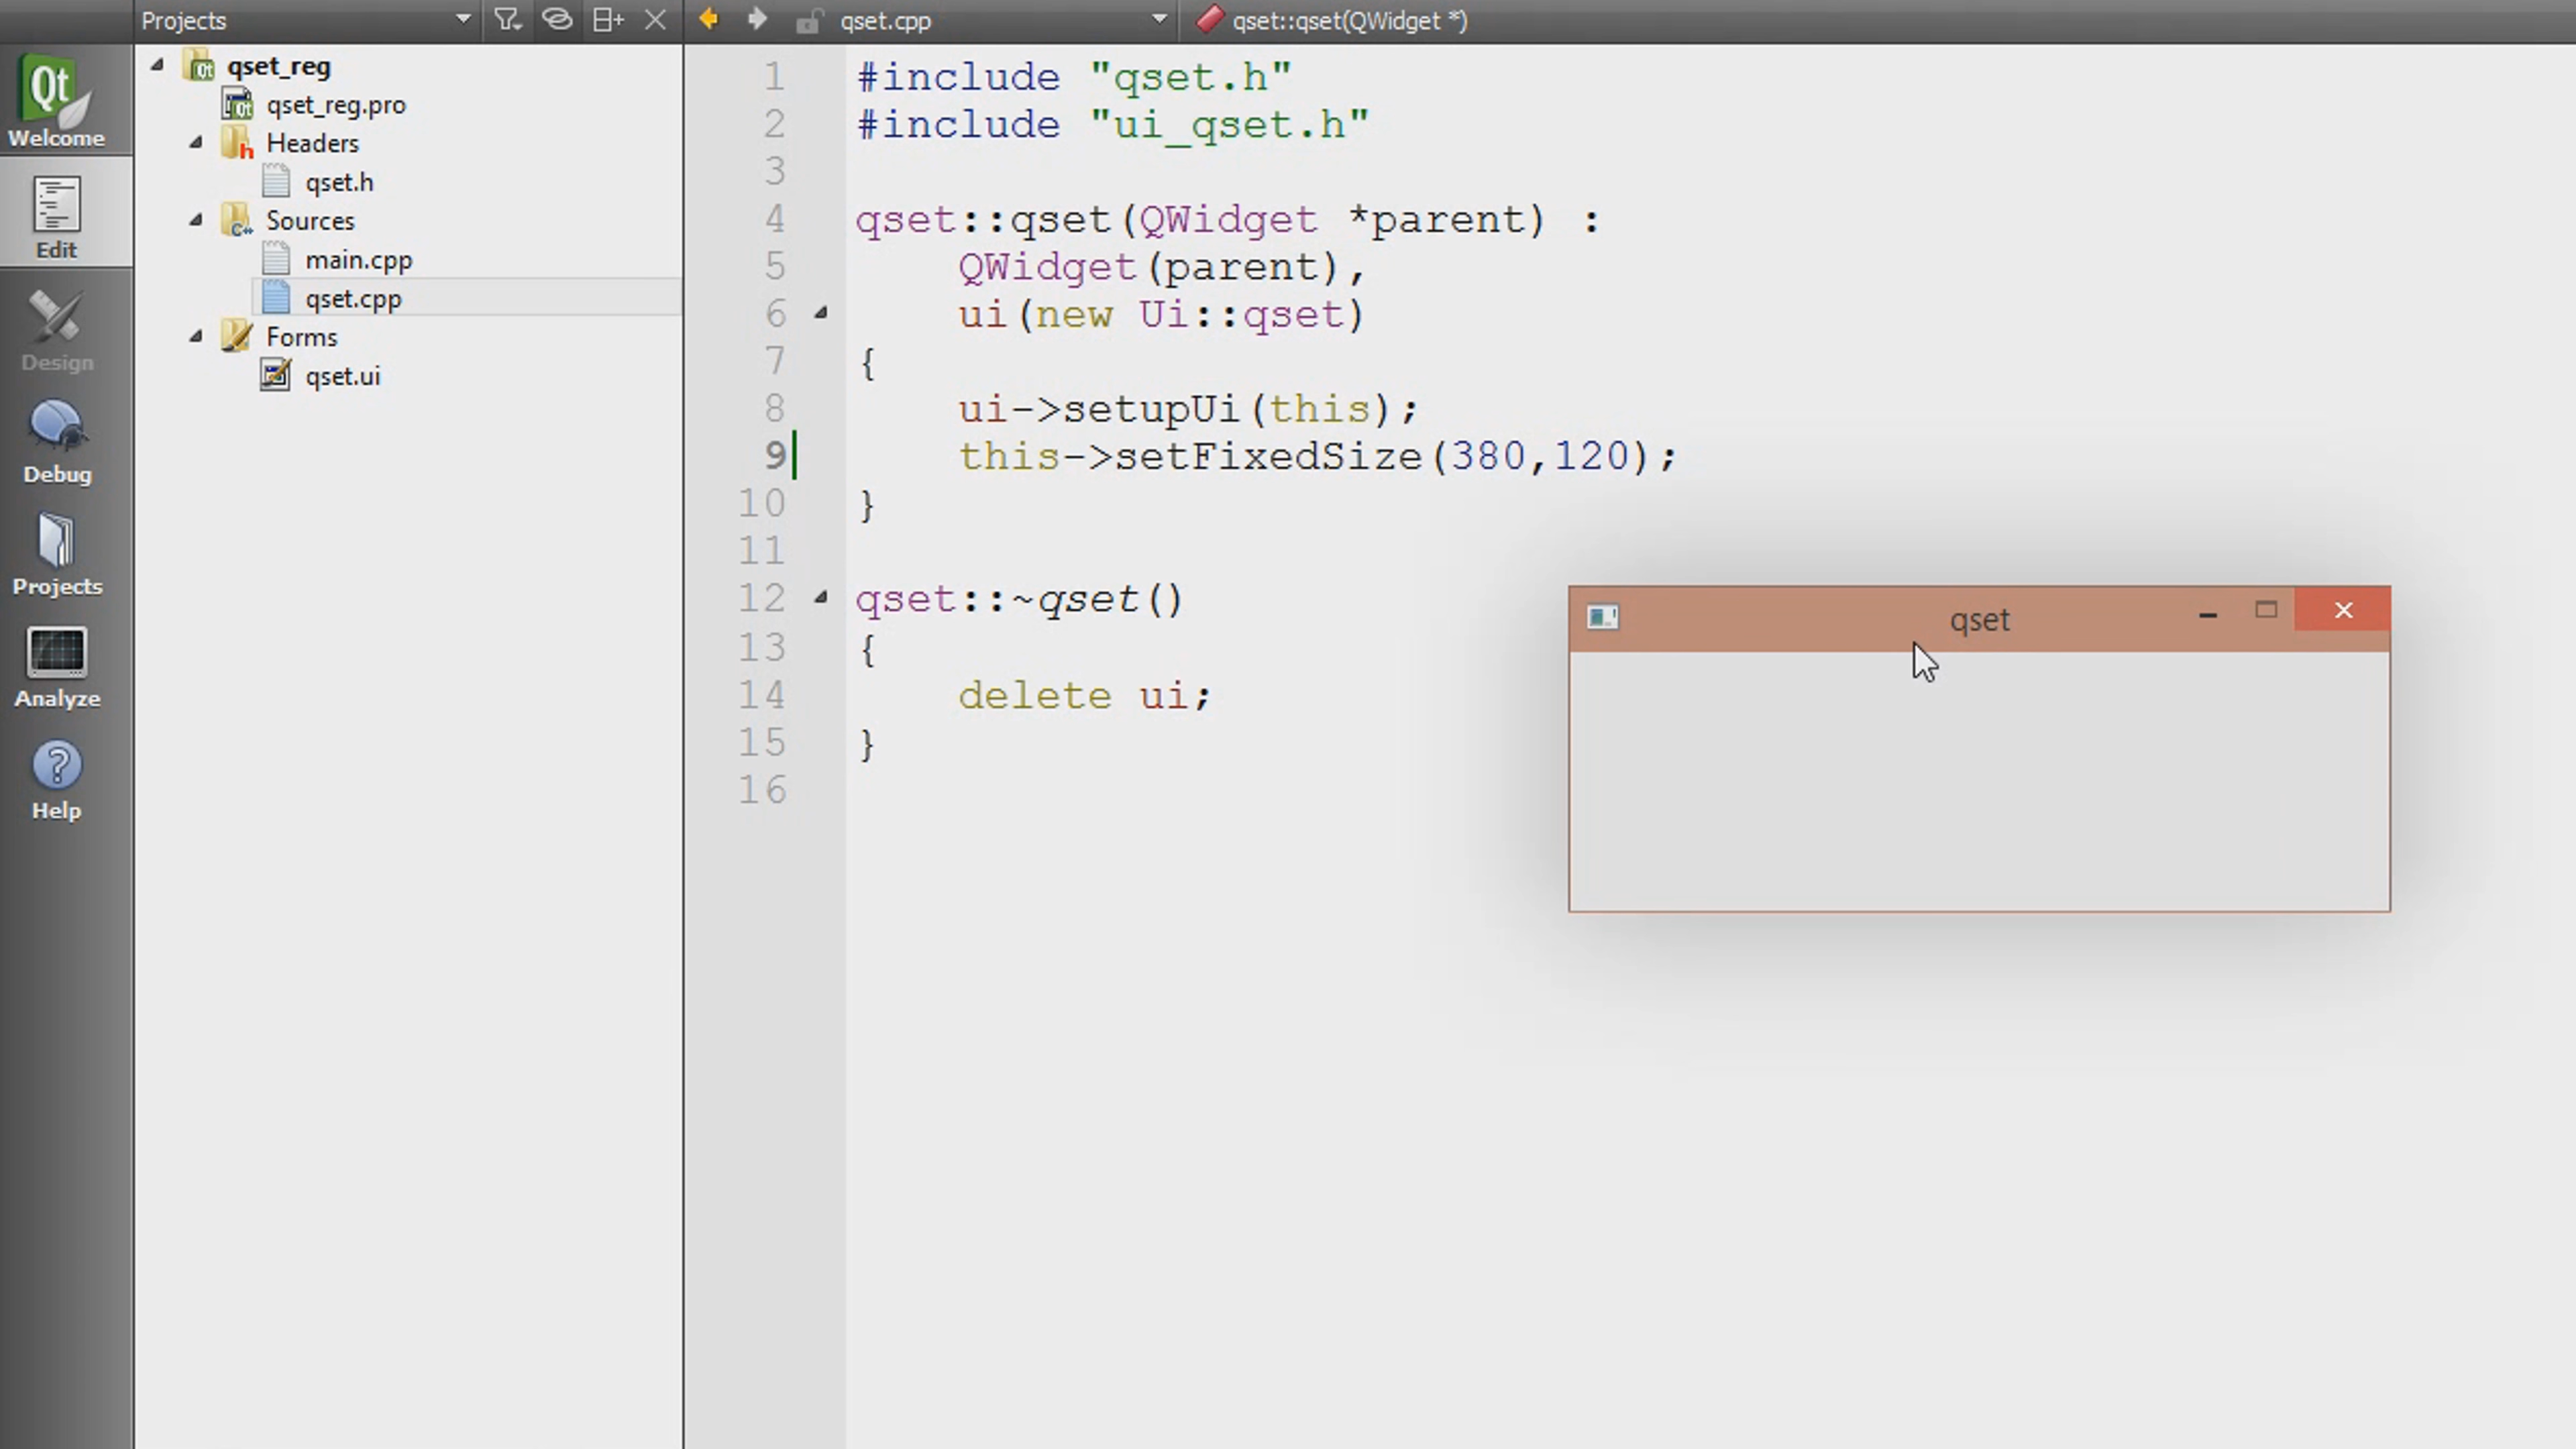 Projects
qset.cpp
qset::qset(QWidget *)
Qt
Welcome
Edit
Design
Debug
Projects
Analyze
Help
qset_reg
qset_reg.pro
Headers
qset.h
Sources
main.cpp
qset.cpp
Forms
qset.ui
1 #include "qset.h"
2 #include "ui_qset.h"
3
4 qset::qset(QWidget *parent) :
5 QWidget(parent),
6 ui(new Ui::qset)
7 {
8 ui->setupUi(this);
9 this->setFixedSize(380,120);
10 }
11
12 qset::~qset()
13 {
14 delete ui;
15 }
16
qset